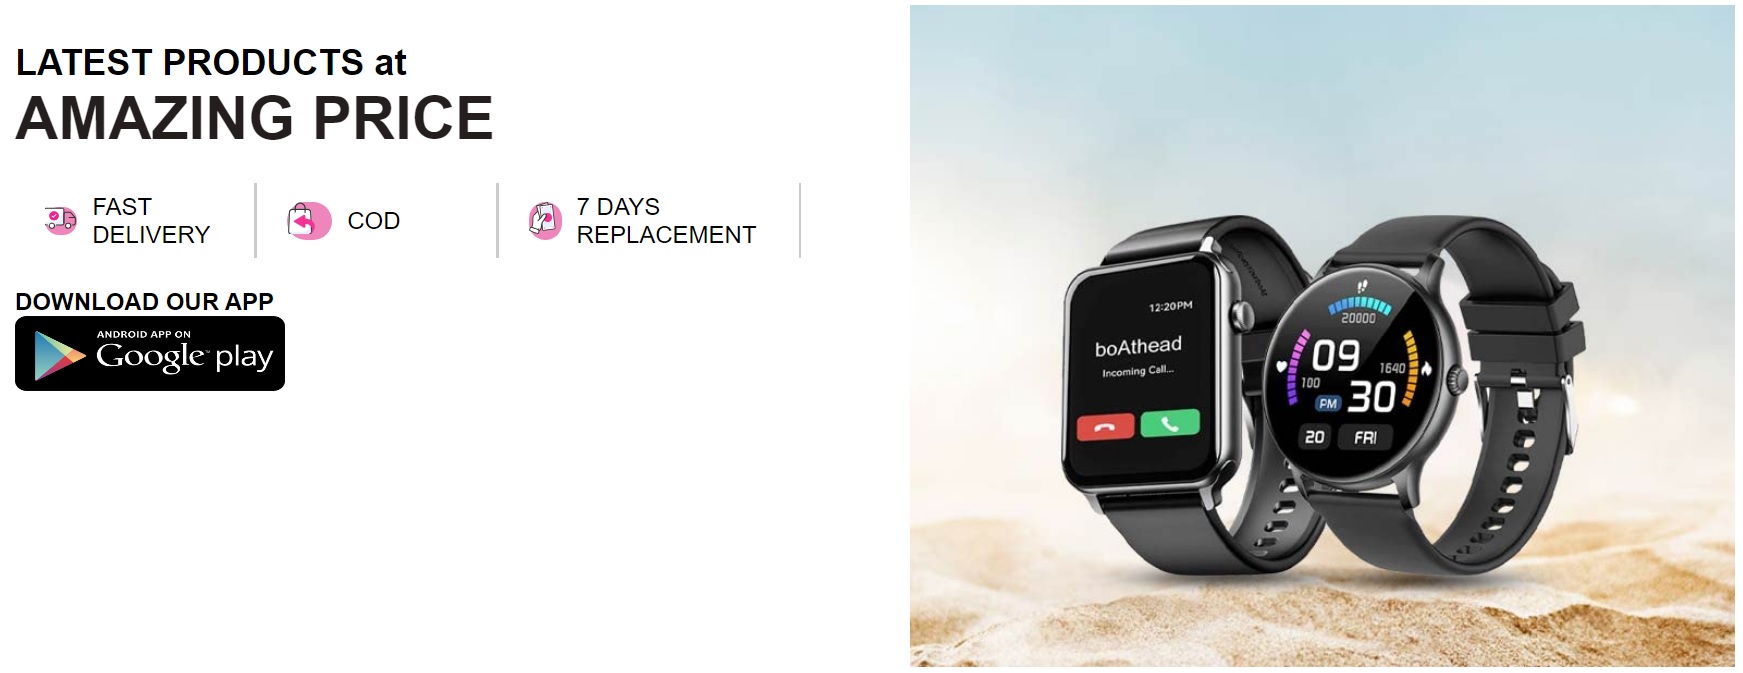 LATEST PRODUCTS at
AMAZING PRICE
FAST
DELIVERY
COD
7 DAYS
REPLACEMENT
DOWNLOAD OUR APP
ANDROID APP ON
Google play
12:20PM
boAthead
Incoming Call...
20000
09
100
1640
PM
30
20
FRI